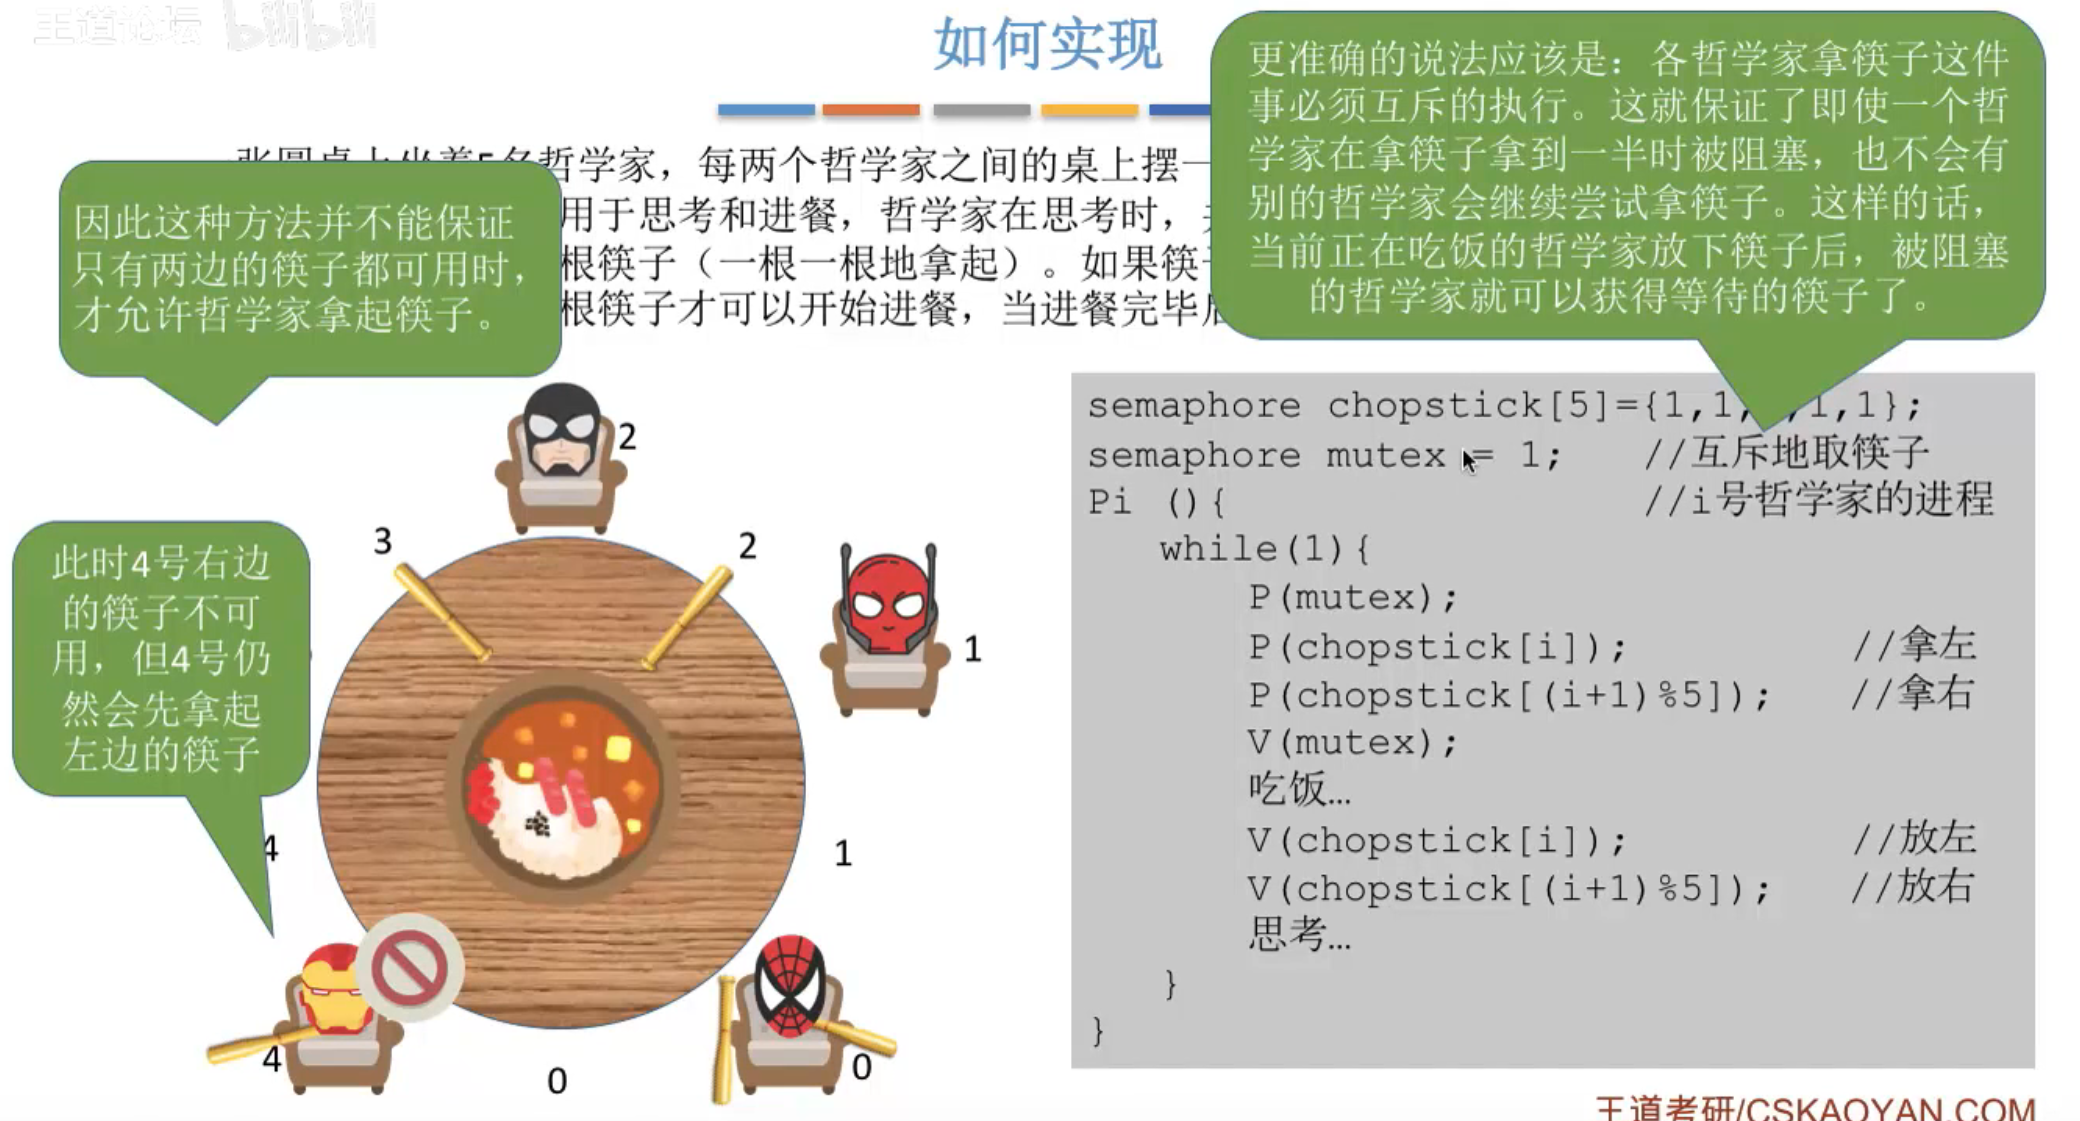 王道论坛 bilibili
如何实现
更准确的说法应该是：各哲学家拿筷子这件
事必须互斥的执行。这就保证了即使一个哲
学家在拿筷子拿到一半时被阻塞，也不会有
别的哲学家会继续尝试拿筷子。这样的话，
当前正在吃饭的哲学家放下筷子后，被阻塞
的哲学家就可以获得等待的筷子了。
张圆桌上坐着5名哲学家，每两个哲学家之间的桌上摆一
用于思考和进餐，哲学家在思考时，
根筷子（一根一根地拿起）。如果筷
根筷子才可以开始进餐，当进餐完毕
因此这种方法并不能保证
只有两边的筷子都可用时，
才允许哲学家拿起筷子。
此时4号右边
的筷子不可
用，但4号仍
然会先拿起
左边的筷子
2
3
2
1
4
1
4
0
0
semaphore chopstick[5]={1,1, ,1,1};
semaphore mutex = 1; //互斥地取筷子
Pi (){ //i号哲学家的进程
while(1){
P(mutex);
P(chopstick[i]); //拿左
P(chopstick[(i+1)%5]); //拿右
V(mutex);
吃饭…
V(chopstick[i]); //放左
V(chopstick[(i+1)%5]); //放右
思考…
}
}
王道考研/CSKAOYAN.COM